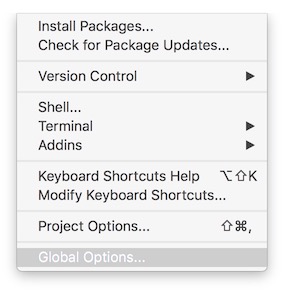 Install Packages...
Check for Package Updates...
Version Control ▶
Shell...
Terminal ▶
Addins ▶
Keyboard Shortcuts Help ⌥⇧K
Modify Keyboard Shortcuts...
Project Options... ⇧⌘,
Global Options...